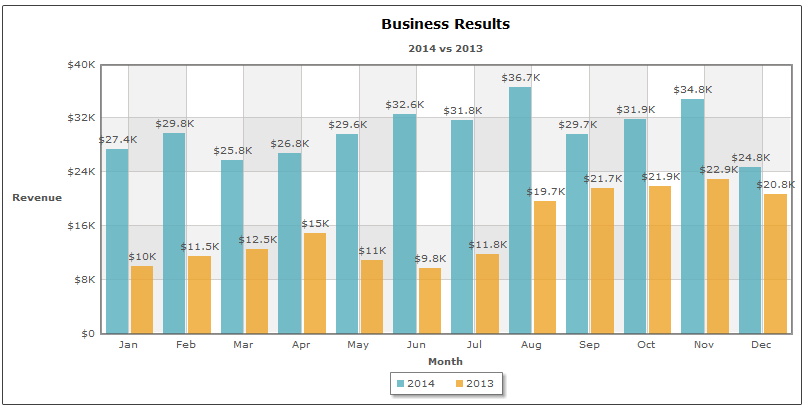 Business Results
2014 vs 2013
$40K
$36.7K
$34.8K
$32K
$32.6K
$31.8K
$31.9K
$29.8K
$29.6K
$29.7K
$27.4K
$26.8K
$25.8K
$24.8K
$24K
$22.9K
$21.7K
$21.9K
$20.8K
$19.7K
Revenue
$16K
$15K
$12.5K
$11.5K
$11.8K
$11K
$10K
$9.8K
$8K
$0
Jan Feb Mar Apr May Jun Jul Aug Sep Oct Nov Dec
Month
2014 2013